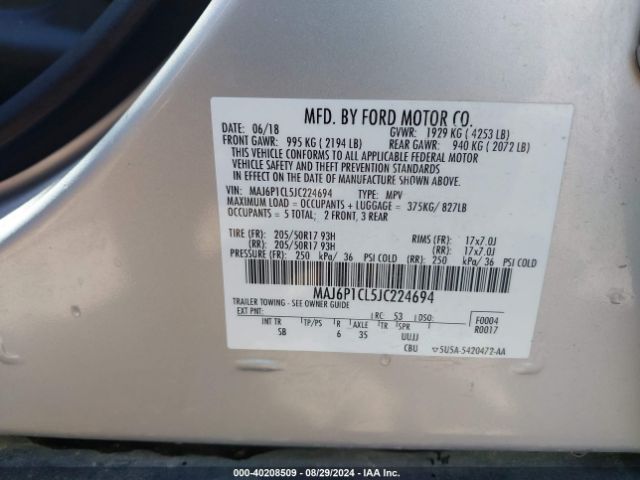 MFD. BY FORD MOTOR CO.
DATE: 06/18 GVWR: 1929 KG ( 4253 LB)
FRONT GAWR: 995 KG ( 2194 LB) REAR GAWR: 940 KG ( 2072 LB)
THIS VEHICLE CONFORMS TO ALL APPLICABLE FEDERAL MOTOR
VEHICLE SAFETY AND THEFT PREVENTION STANDARDS
IN EFFECT ON THE DATE OF MANUFACTURE SHOWN ABOVE.
VIN: MAJ6P1CL5JC224694 TYPE: MPV
MAXIMUM LOAD = OCCUPANTS + LUGGAGE = 375KG/ 827LB
OCCUPANTS = 5 TOTAL; 2 FRONT, 3 REAR
TIRE (FR): 205/50R17 93H RIMS (FR): 17x7.0J
(RR): 205/50R17 93H (RR): 17x7.0J
PRESSURE (FR): 250 kPa/ 36 PSI COLD (RR): 250 kPa/ 36 PSI COLD
MAJ6P1CL5JC224694
TRAILER TOWING - SEE OWNER GUIDE
EXT PNT: RC: 53 DSO: F0004
R0017
INT TR TP/PS R AXLE TR SPR
SB 6 35 UUJJ
CBU 5U5A-5420472-AA
000-40208509 | 08/29/2024 | IAA Inc.